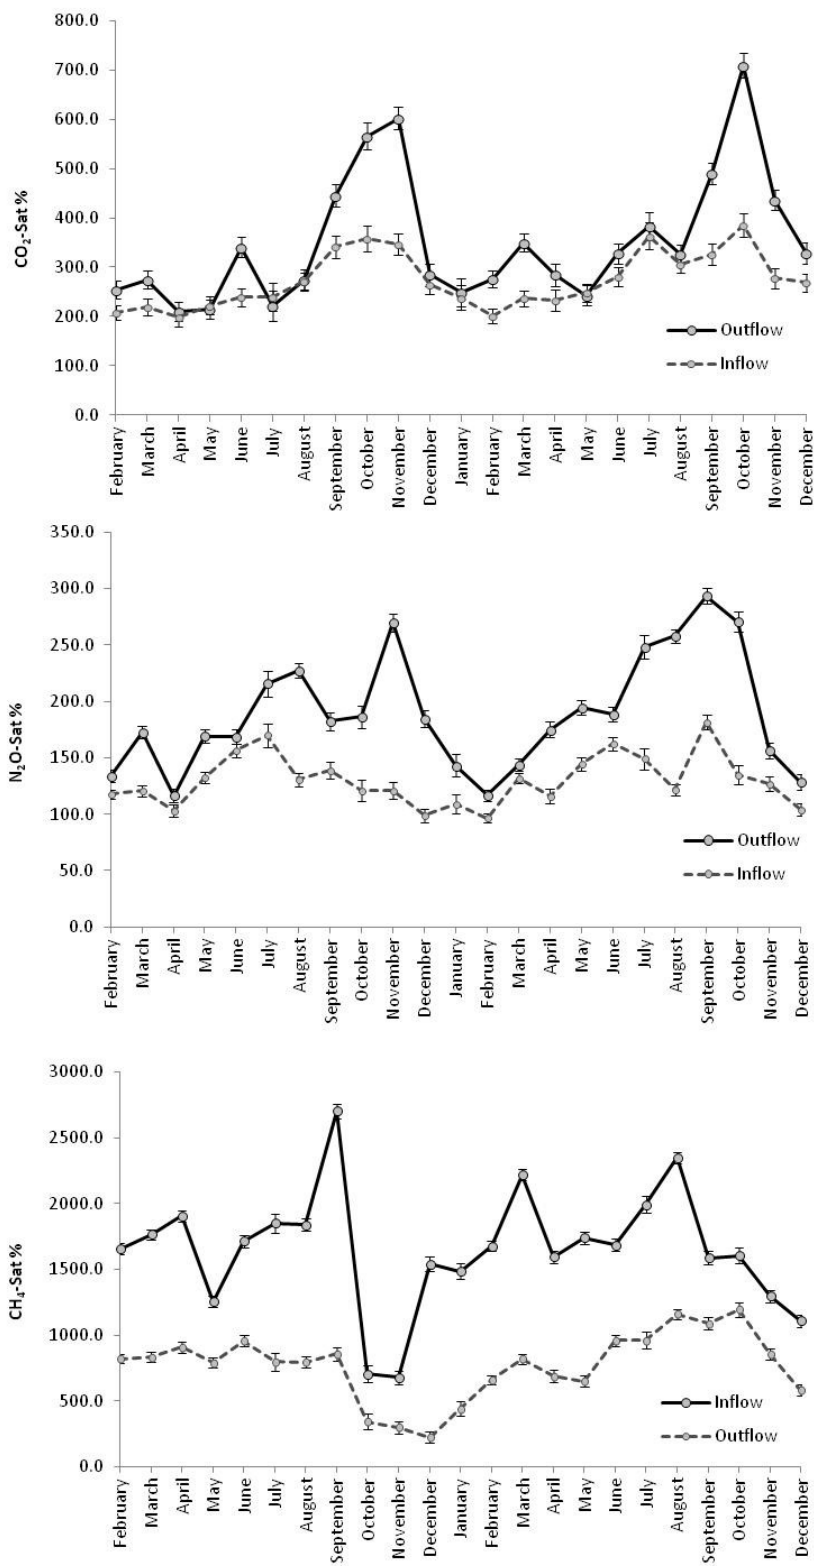 800.0
700.0
600.0
500.0
400.0
300.0
200.0
100.0
0.0
CO₂-Sat %
Outflow
Inflow
February
March
April
May
June
July
August
September
October
November
December
January
February
March
April
May
June
July
August
September
October
November
December
350.0
300.0
250.0
200.0
150.0
100.0
50.0
0.0
N₂O-Sat %
Outflow
Inflow
February
March
April
May
June
July
August
September
October
November
December
January
February
March
April
May
June
July
August
September
October
November
December
3000.0
2500.0
2000.0
1500.0
1000.0
500.0
0.0
CH₄-Sat %
Inflow
Outflow
February
March
April
May
June
July
August
September
October
November
December
January
February
March
April
May
June
July
August
September
October
November
December